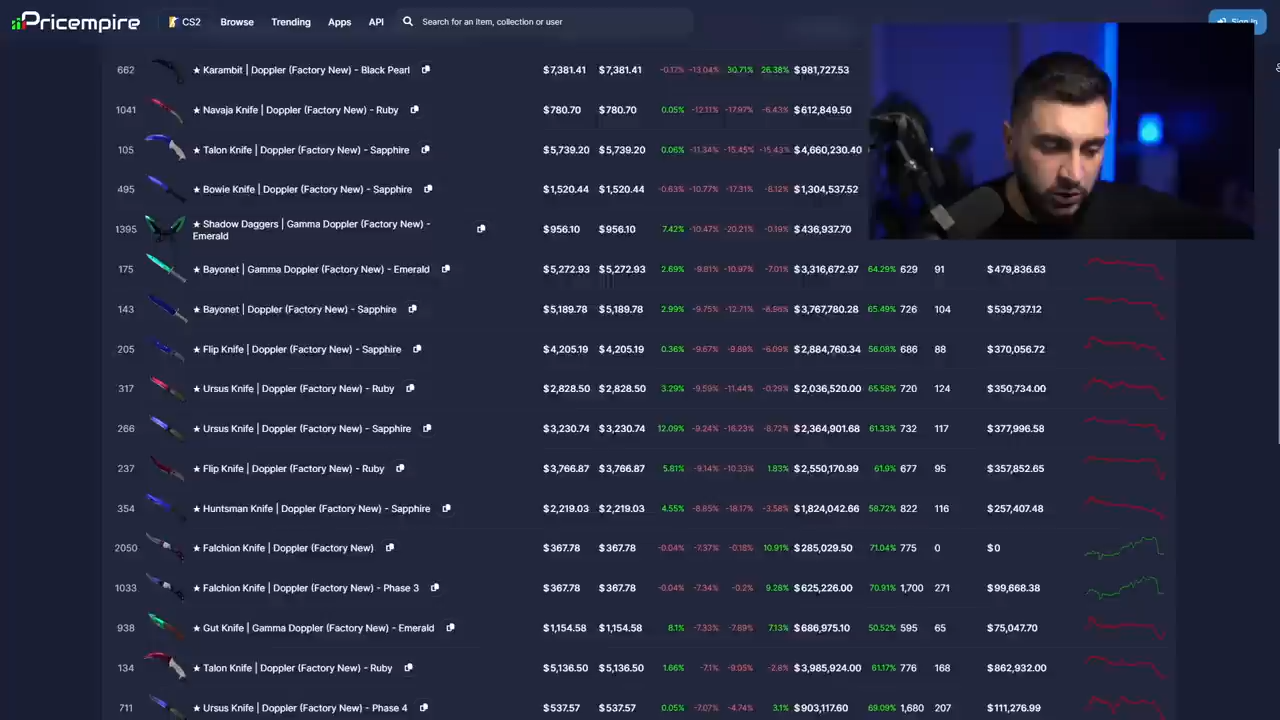 Pricempire CS2 Browse Trending Apps API Search for an item, collection or user Sign In
662 ★ Karambit | Doppler (Factory New) - Black Pearl $7,381.41 $7,381.41 -0.17% -13.04% 30.71% 26.38% $981,727.53
1041 ★ Navaja Knife | Doppler (Factory New) - Ruby $780.70 $780.70 0.05% -12.11% -17.97% -6.43% $612,849.50
105 ★ Talon Knife | Doppler (Factory New) - Sapphire $5,739.20 $5,739.20 0.06% -11.34% -15.45% -15.43% $4,660,230.40
495 ★ Bowie Knife | Doppler (Factory New) - Sapphire $1,520.44 $1,520.44 -0.63% -10.77% -17.31% -8.12% $1,304,537.52
1395 ★ Shadow Daggers | Gamma Doppler (Factory New) -
Emerald $956.10 $956.10 7.42% -10.47% -20.21% -0.19% $436,937.70
175 ★ Bayonet | Gamma Doppler (Factory New) - Emerald $5,272.93 $5,272.93 2.69% -9.81% -10.97% -7.01% $3,316,672.97 64.29% 629 91 $479,836.63
143 ★ Bayonet | Doppler (Factory New) - Sapphire $5,189.78 $5,189.78 2.99% -9.75% -12.71% -8.98% $3,767,780.28 65.49% 726 104 $539,737.12
205 ★ Flip Knife | Doppler (Factory New) - Sapphire $4,205.19 $4,205.19 0.36% -9.67% -9.89% -6.09% $2,884,760.34 56.08% 686 88 $370,056.72
317 ★ Ursus Knife | Doppler (Factory New) - Ruby $2,828.50 $2,828.50 3.29% -9.59% -11.44% -0.29% $2,036,520.00 65.58% 720 124 $350,734.00
266 ★ Ursus Knife | Doppler (Factory New) - Sapphire $3,230.74 $3,230.74 12.09% -9.24% -16.23% -8.72% $2,364,901.68 61.33% 732 117 $377,996.58
237 ★ Flip Knife | Doppler (Factory New) - Ruby $3,766.87 $3,766.87 5.81% -9.14% -10.33% 1.83% $2,550,170.99 61.9% 677 95 $357,852.65
354 ★ Huntsman Knife | Doppler (Factory New) - Sapphire $2,219.03 $2,219.03 4.55% -8.85% -18.17% -3.58% $1,824,042.66 58.72% 822 116 $257,407.48
2050 ★ Falchion Knife | Doppler (Factory New) $367.78 $367.78 -0.04% -7.37% -0.18% 10.91% $285,029.50 71.04% 775 0 $0
1033 ★ Falchion Knife | Doppler (Factory New) - Phase 3 $367.78 $367.78 -0.04% -7.34% -0.2% 9.26% $625,226.00 70.91% 1,700 271 $99,668.38
938 ★ Gut Knife | Gamma Doppler (Factory New) - Emerald $1,154.58 $1,154.58 8.1% -7.33% -7.69% 7.13% $686,975.10 50.52% 595 65 $75,047.70
134 ★ Talon Knife | Doppler (Factory New) - Ruby $5,136.50 $5,136.50 1.66% -7.1% -9.05% -2.8% $3,985,924.00 61.17% 776 168 $862,932.00
711 ★ Ursus Knife | Doppler (Factory New) - Phase 4 $537.57 $537.57 0.05% -7.07% -4.74% 3.1% $903,117.60 69.09% 1,680 207 $111,276.99